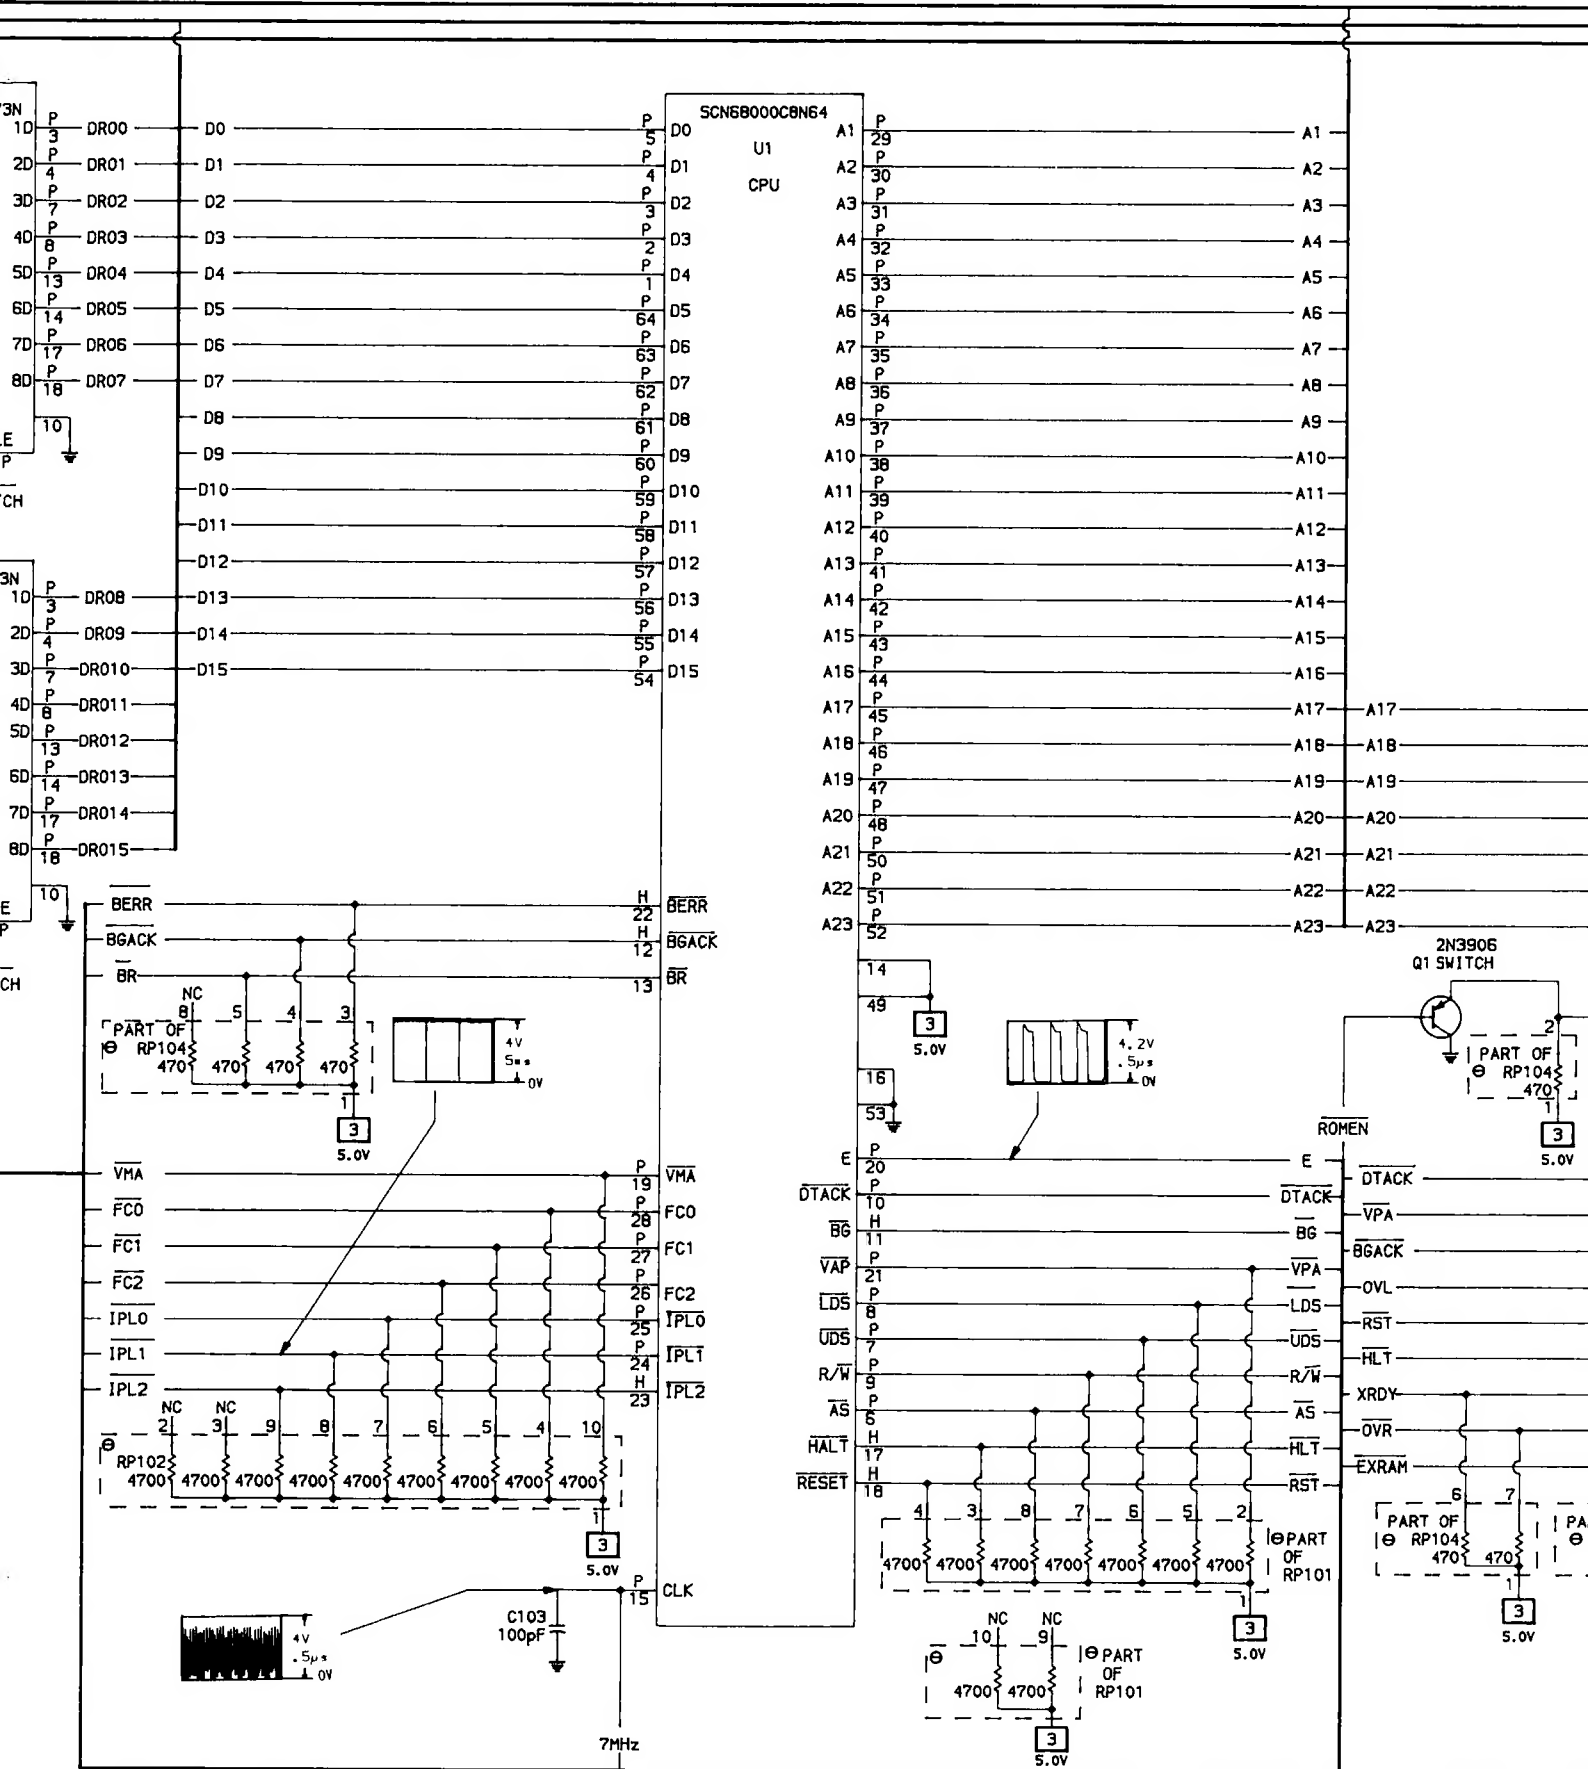 SCN68000C8N64
U1
CPU
73N
1D P 3 DR00 D0 P 5 D0
2D P 4 DR01 D1 P 4 D1
3D P 7 DR02 D2 P 3 D2
4D P 8 DR03 D3 P 2 D3
5D P 13 DR04 D4 P 1 D4
6D P 14 DR05 D5 P 64 D5
7D P 17 DR06 D6 P 63 D6
8D P 18 DR07 D7 P 62 D7
10 D8 P 61 D8
LE
P
D9 P 60 D9
TCH
D10 P 59 D10
D11 P 58 D11
D12 P 57 D12
3N
1D P 3 DR08 D13 P 56 D13
2D P 4 DR09 D14 P 55 D14
3D P 7 DR010 D15 P 54 D15
4D P 8 DR011
5D P 13 DR012
6D P 14 DR013
7D P 17 DR014
8D P 18 DR015
10
E
P
CH
A1 P 29 A1
A2 P 30 A2
A3 P 31 A3
A4 P 32 A4
A5 P 33 A5
A6 P 34 A6
A7 P 35 A7
A8 P 36 A8
A9 P 37 A9
A10 P 38 A10
A11 P 39 A11
A12 P 40 A12
A13 P 41 A13
A14 P 42 A14
A15 P 43 A15
A16 P 44 A16
A17 P 45 A17 A17
A18 P 46 A18 A18
A19 P 47 A19 A19
A20 P 48 A20 A20
A21 P 50 A21 A21
A22 P 51 A22 A22
A23 P 52 A23 A23
BERR H 22 BERR
BGACK H 12 BGACK
BR 13 BR
NC
8 5 4 3
PART OF
RP104
470 470 470 470
1
3
5.0V
4V
5ms
0V
14
49
3
5.0V
16
53
4.2V
.5µs
0V
2N3906
Q1 SWITCH
2
PART OF
RP104
470
1
3
5.0V
ROMEN
VMA P 19 VMA
FC0 P 28 FC0
FC1 P 27 FC1
FC2 P 26 FC2
IPL0 P 25 IPL0
IPL1 P 24 IPL1
IPL2 H 23 IPL2
NC NC
2 3 9 8 7 6 5 4 10
RP102
4700 4700 4700 4700 4700 4700 4700 4700 4700
1
3
5.0V
P 15 CLK
C103
100pF
4V
.5µs
0V
7MHz
E P 20 E
DTACK P 10 DTACK DTACK
BG H 11 BG VPA
VAP P 21 VPA BGACK
LDS P 8 LDS OVL
UDS P 7 UDS RST
R/W P 9 R/W HLT
AS P 6 AS XRDY
HALT H 17 HLT OVR
RESET H 18 RST EXRAM
4 3 8 7 6 5 2
4700 4700 4700 4700 4700 4700 4700
PART
OF
RP101
1
3
5.0V
NC NC
10 9
4700 4700
PART
OF
RP101
3
5.0V
6 7
PART OF
RP104
470 470
1
3
5.0V
PA